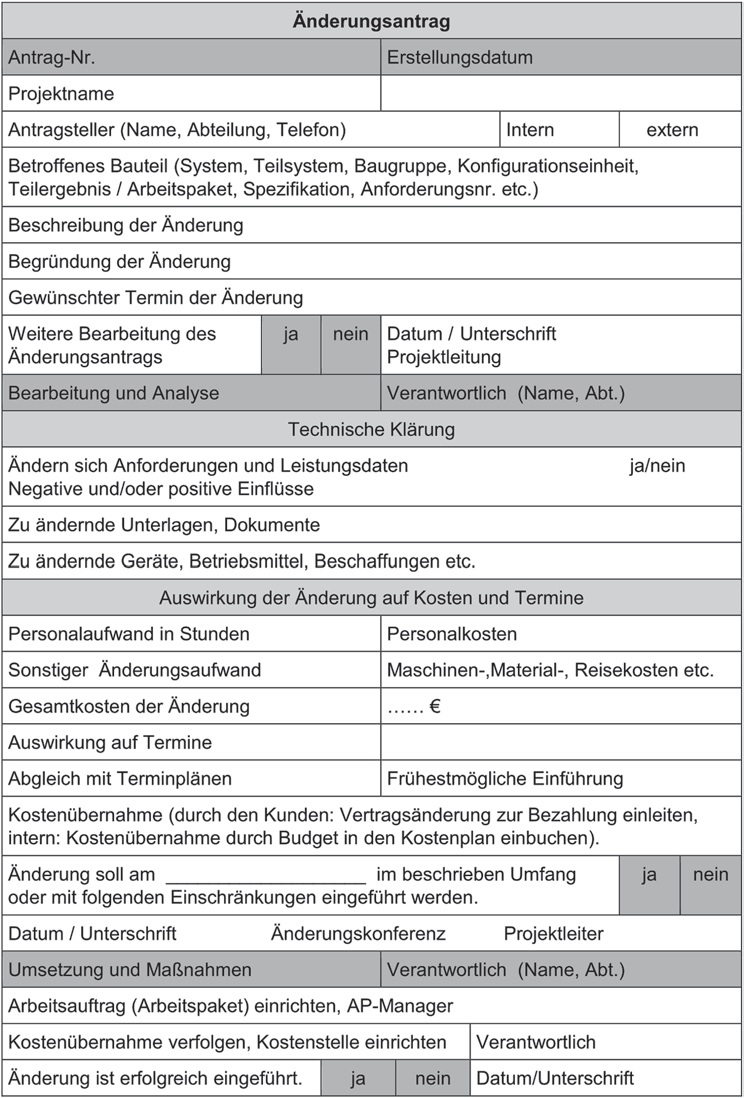 Änderungsantrag
Antrag-Nr. Erstellungsdatum
Projektname
Antragsteller (Name, Abteilung, Telefon) Intern extern
Betroffenes Bauteil (System, Teilsystem, Baugruppe, Konfigurationseinheit,
Teilergebnis / Arbeitspaket, Spezifikation, Anforderungsnr. etc.)
Beschreibung der Änderung
Begründung der Änderung
Gewünschter Termin der Änderung
Weitere Bearbeitung des ja nein Datum / Unterschrift
Änderungsantrags Projektleitung
Bearbeitung und Analyse Verantwortlich (Name, Abt.)
Technische Klärung
Ändern sich Anforderungen und Leistungsdaten ja/nein
Negative und/oder positive Einflüsse
Zu ändernde Unterlagen, Dokumente
Zu ändernde Geräte, Betriebsmittel, Beschaffungen etc.
Auswirkung der Änderung auf Kosten und Termine
Personalaufwand in Stunden Personalkosten
Sonstiger Änderungsaufwand Maschinen-,Material-, Reisekosten etc.
Gesamtkosten der Änderung …… €
Auswirkung auf Termine
Abgleich mit Terminplänen Frühestmögliche Einführung
Kostenübernahme (durch den Kunden: Vertragsänderung zur Bezahlung einleiten,
intern: Kostenübernahme durch Budget in den Kostenplan einbuchen).
Änderung soll am ____________________ im beschrieben Umfang ja nein
oder mit folgenden Einschränkungen eingeführt werden.
Datum / Unterschrift Änderungskonferenz Projektleiter
Umsetzung und Maßnahmen Verantwortlich (Name, Abt.)
Arbeitsauftrag (Arbeitspaket) einrichten, AP-Manager
Kostenübernahme verfolgen, Kostenstelle einrichten Verantwortlich
Änderung ist erfolgreich eingeführt. ja nein Datum/Unterschrift